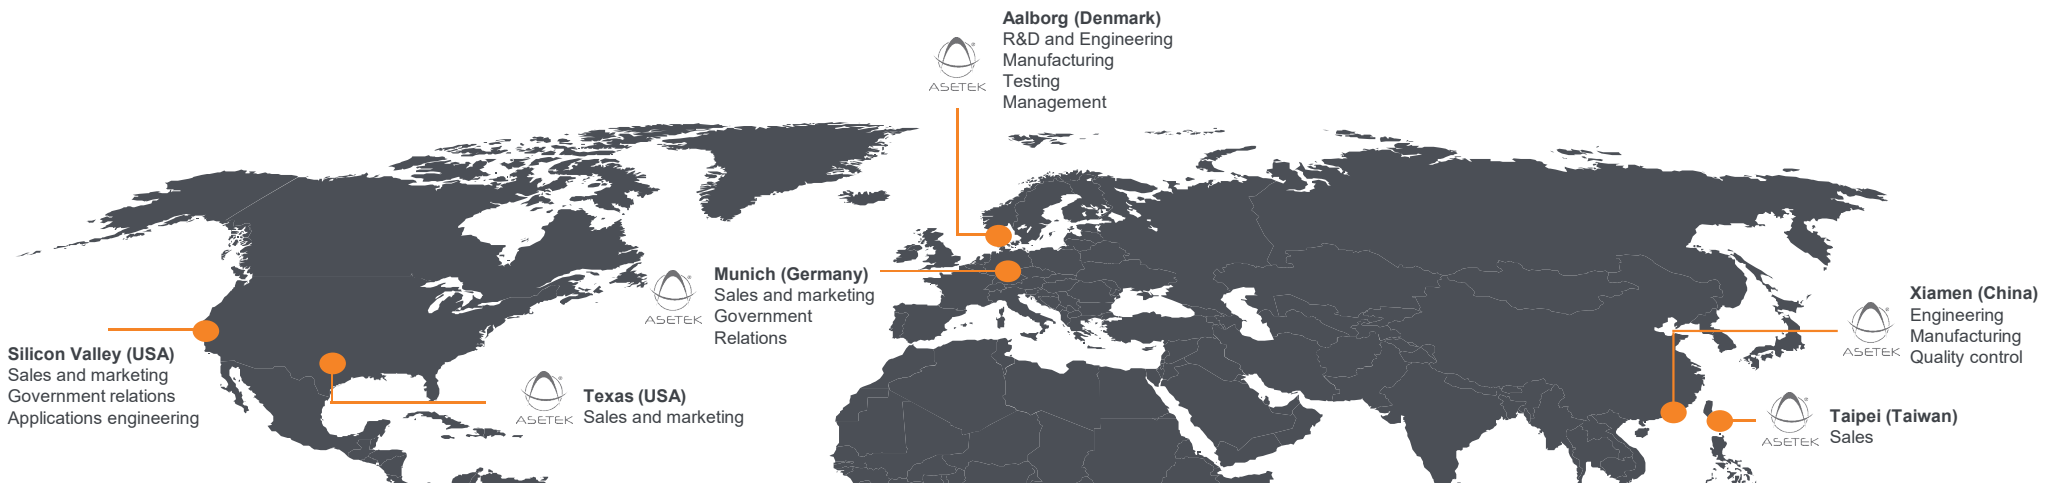 Aalborg (Denmark)
R&D and Engineering
Manufacturing
Testing
Management
ASETEK
Munich (Germany)
Sales and marketing
Government
Relations
ASETEK
Silicon Valley (USA)
Sales and marketing
Government relations
Applications engineering
Texas (USA)
Sales and marketing
ASETEK
Xiamen (China)
Engineering
Manufacturing
Quality control
ASETEK
Taipei (Taiwan)
Sales
ASETEK